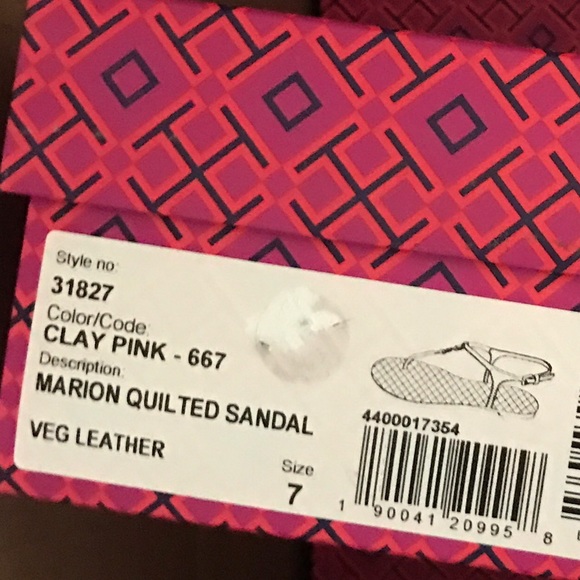 Style no:
31827
Color/Code:
CLAY PINK - 667
Description:
MARION QUILTED SANDAL
VEG LEATHER
Size
7
4400017354
1 90041 20995 8